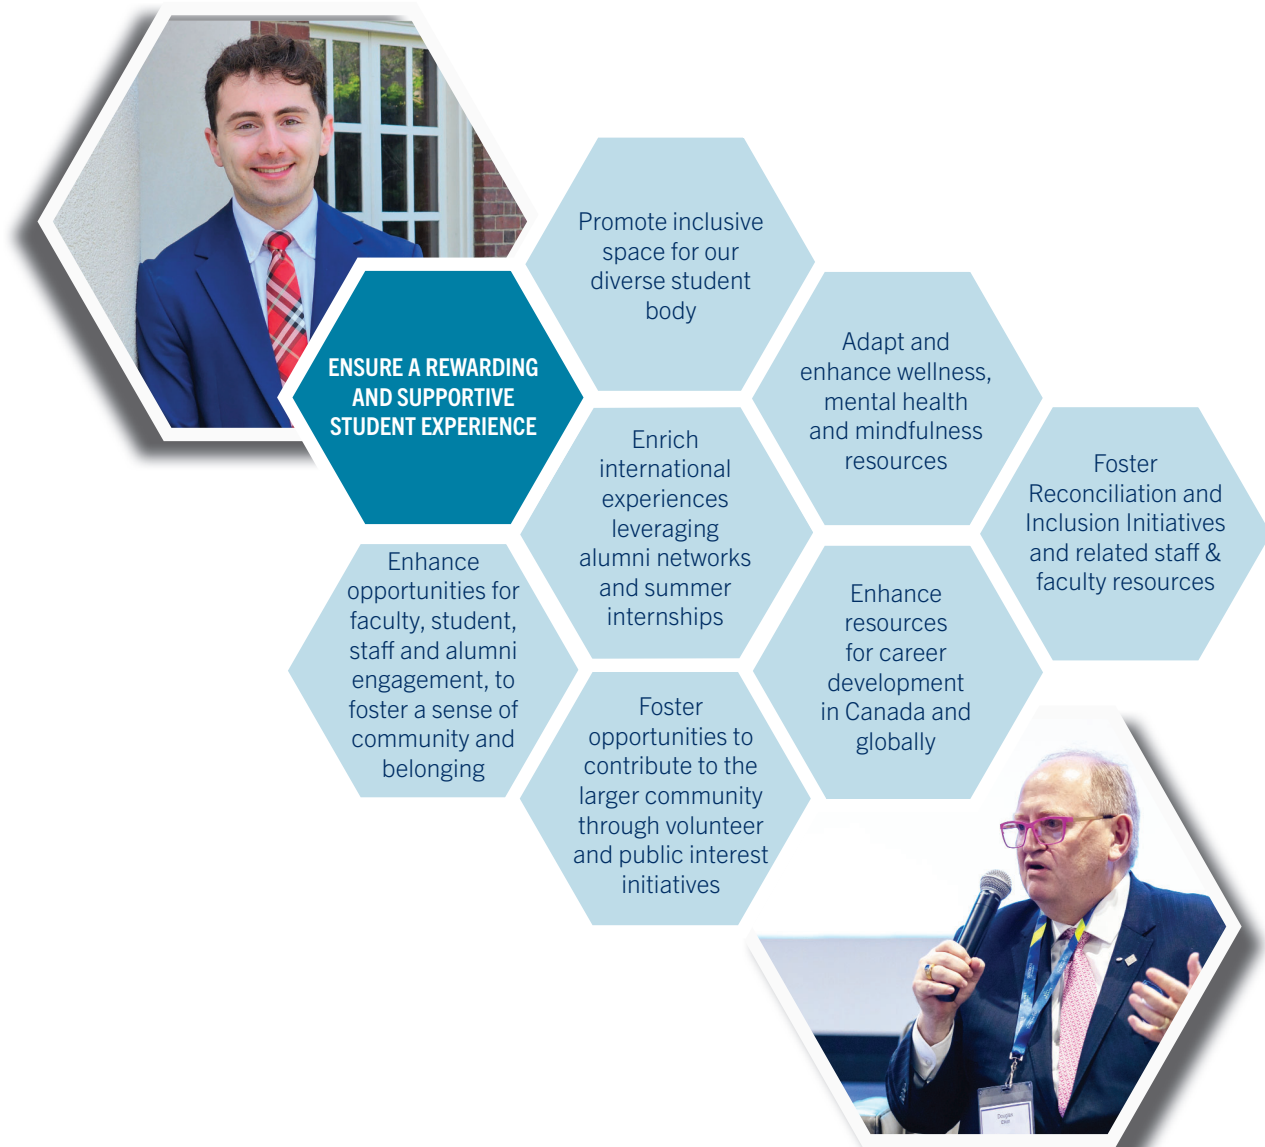 Promote inclusive
space for our
diverse student
body
ENSURE A REWARDING
AND SUPPORTIVE
STUDENT EXPERIENCE
Adapt and
enhance wellness,
mental health
and mindfulness
resources
Enrich
international
experiences
leveraging
alumni networks
and summer
internships
Foster
Reconciliation and
Inclusion Initiatives
and related staff &
faculty resources
Enhance
opportunities for
faculty, student,
staff and alumni
engagement, to
foster a sense of
community and
belonging
Enhance
resources
for career
development
in Canada and
globally
Foster
opportunities to
contribute to the
larger community
through volunteer
and public interest
initiatives
Douglas